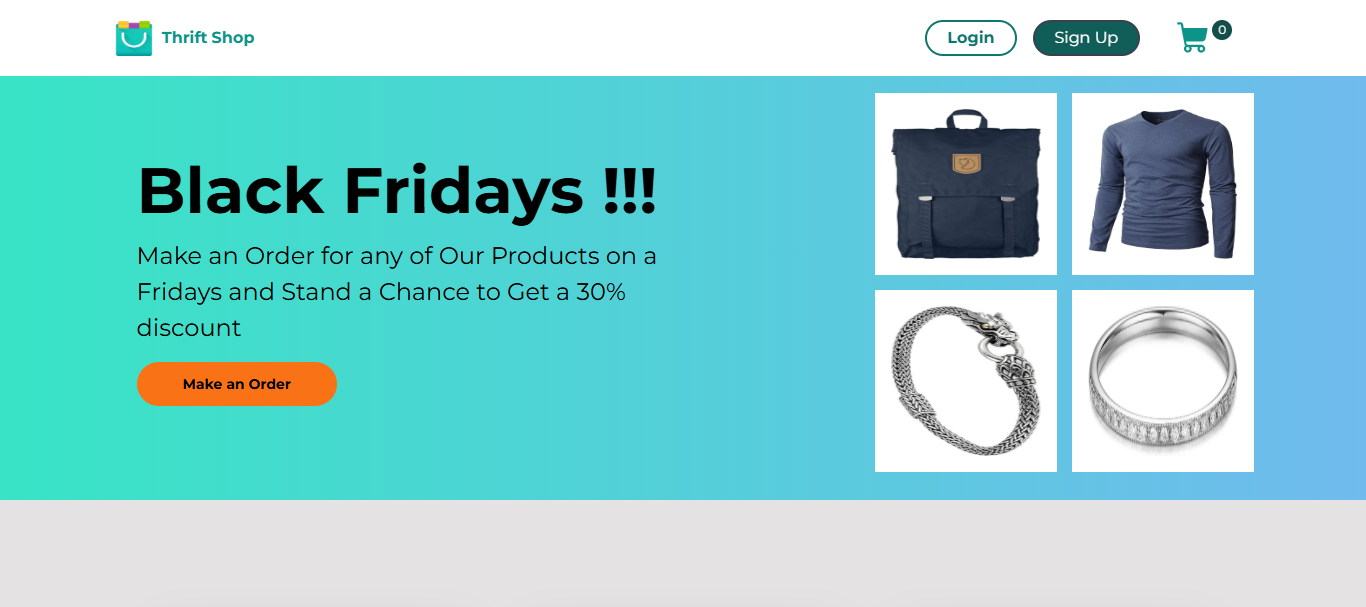 Thrift Shop
Login
Sign Up
0
Black Fridays !!!
Make an Order for any of Our Products on a
Fridays and Stand a Chance to Get a 30%
discount
Make an Order